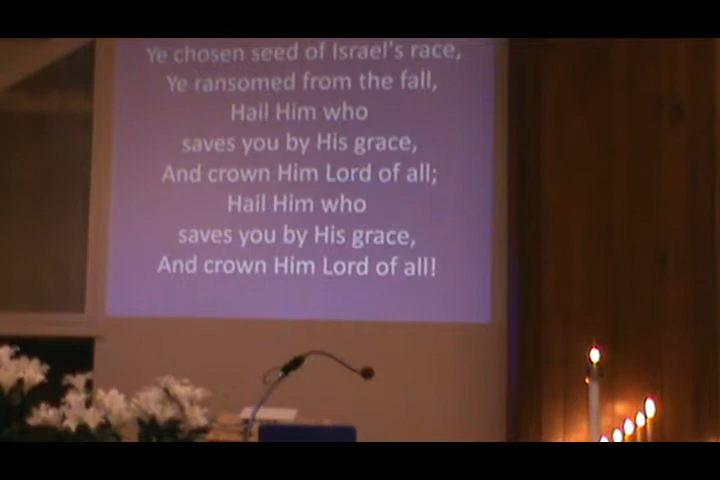 Ye chosen seed of Israel's race,
Ye ransomed from the fall,
Hail Him who
saves you by His grace,
And crown Him Lord of all;
Hail Him who
saves you by His grace,
And crown Him Lord of all!